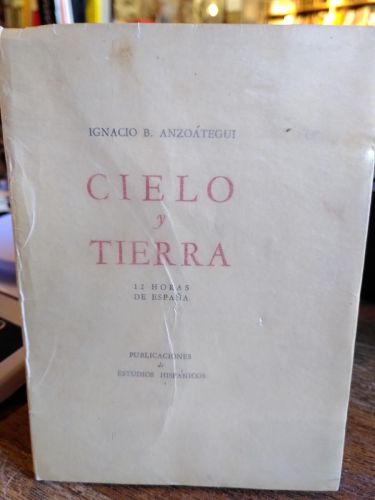 IGNACIO B. ANZOÁTEGUI
CIELO
y
TIERRA
12 HORAS
DE ESPAÑA
PUBLICACIONES
de
ESTUDIOS HISPÁNICOS